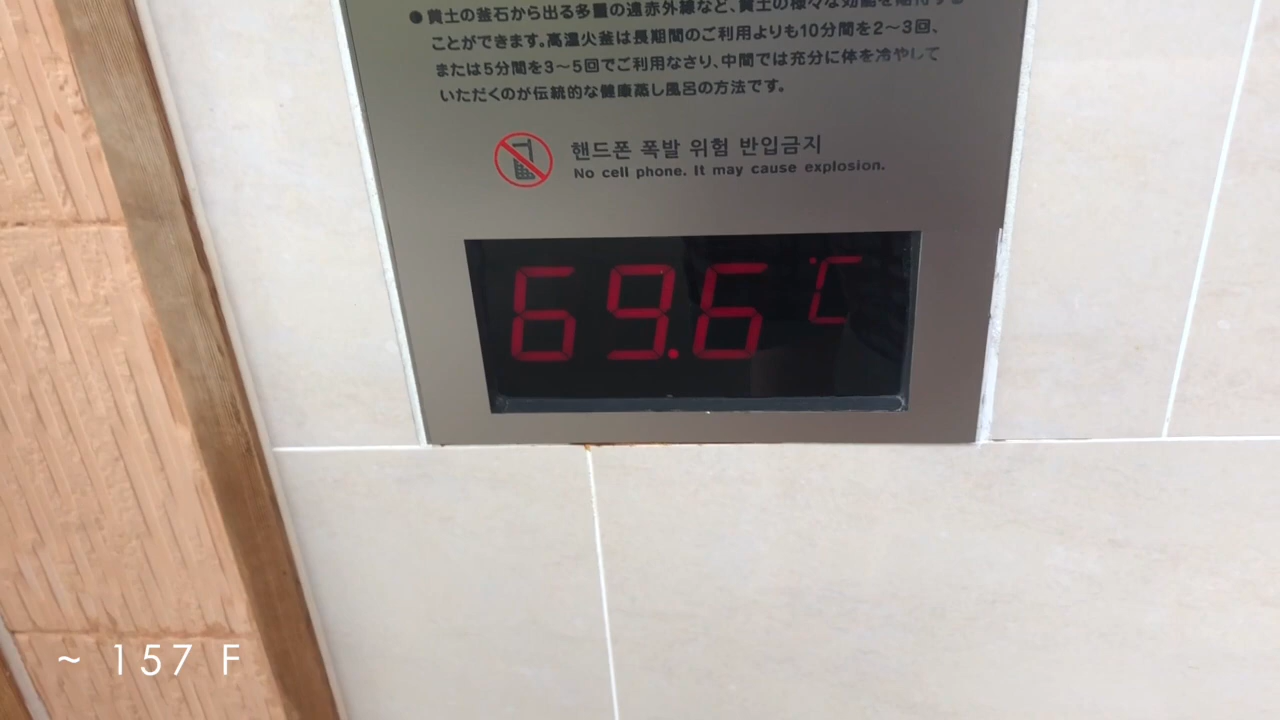 ●黄土の釜石から出る多量の遠赤外線など、黄土の様々な効能を期待する
ことができます。高温火釜は長期間のご利用よりも10分間を2〜3回、
または5分間を3〜5回でご利用なさり、中間では充分に体を冷やして
いただくのが伝統的な健康蒸し風呂の方法です。
핸드폰 폭발 위험 반입금지
No cell phone. It may cause explosion.
69.6 ℃
~ 157 F